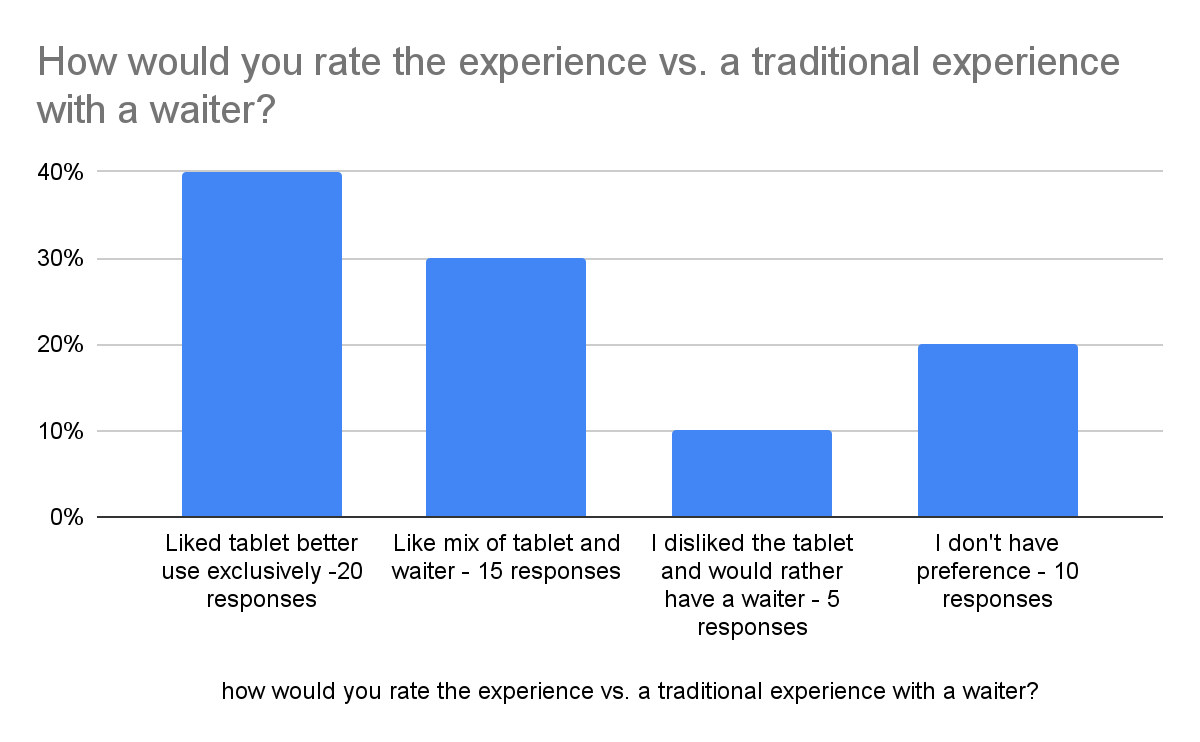 How would you rate the experience vs. a traditional experience
with a waiter?
40%
30%
20%
10%
0%
Liked tablet better
use exclusively -20
responses
Like mix of tablet and
waiter - 15 responses
I disliked the tablet
and would rather
have a waiter - 5
responses
I don't have
preference - 10
responses
how would you rate the experience vs. a traditional experience with a waiter?